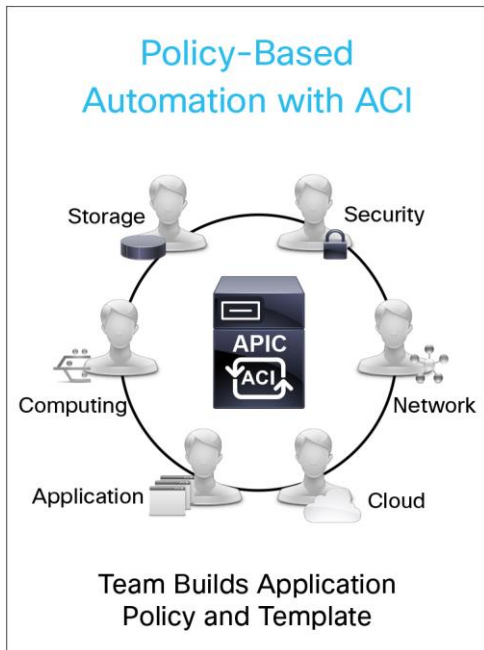 Policy-Based
Automation with ACI
Storage
Security
APIC
ACI
Computing
Network
Application
Cloud
Team Builds Application
Policy and Template